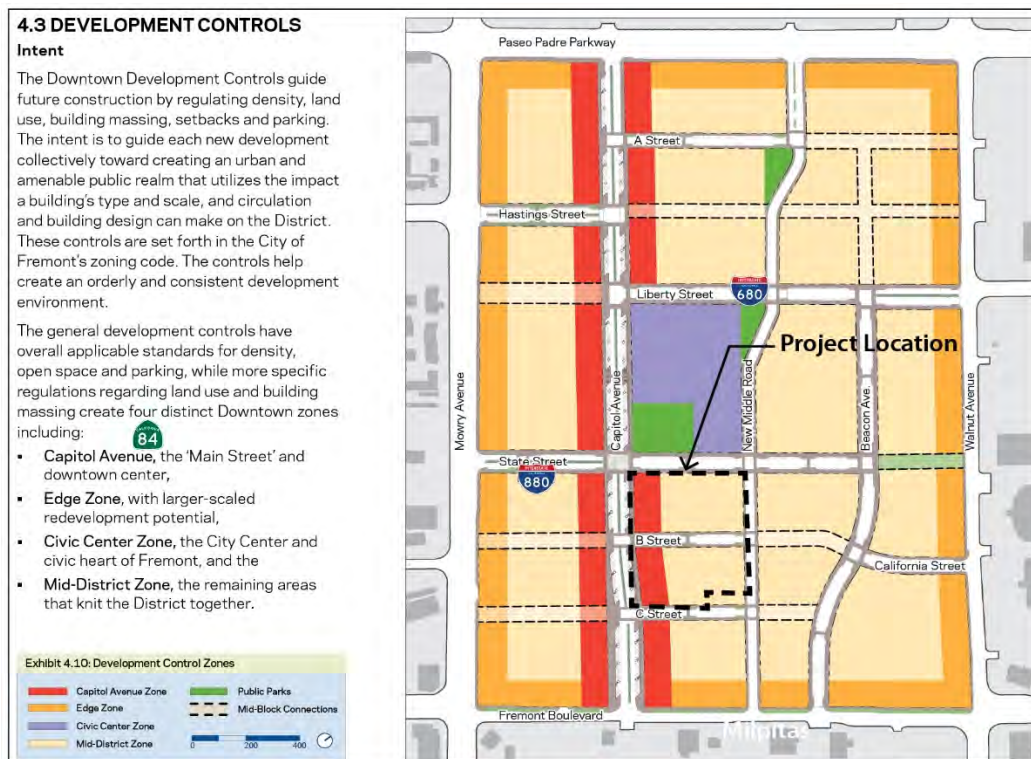 4.3 DEVELOPMENT CONTROLS
Intent
The Downtown Development Controls guide
future construction by regulating density, land
use, building massing, setbacks and parking.
The intent is to guide each new development
collectively toward creating an urban and
amenable public realm that utilizes the impact
a building's type and scale, and circulation
and building design can make on the District.
These controls are set forth in the City of
Fremont's zoning code. The controls help
create an orderly and consistent development
environment.
The general development controls have
overall applicable standards for density,
open space and parking, while more specific
regulations regarding land use and building
massing create four distinct Downtown zones
including:
84
▪ Capitol Avenue, the 'Main Street' and
downtown center,
▪ Edge Zone, with larger-scaled
redevelopment potential,
▪ Civic Center Zone, the City Center and
civic heart of Fremont, and the
▪ Mid-District Zone, the remaining areas
that knit the District together.
Exhibit 4.10: Development Control Zones
Capitol Avenue Zone
Edge Zone
Civic Center Zone
Mid-District Zone
Public Parks
Mid-Block Connections
0 200 400
Paseo Padre Parkway
A Street
Hastings Street
Liberty Street
680
Project Location
Mowry Avenue
Capitol Avenue
New Middle Road
Beacon Ave.
Walnut Avenue
State Street
880
B Street
California Street
C Street
Fremont Boulevard
Milpitas